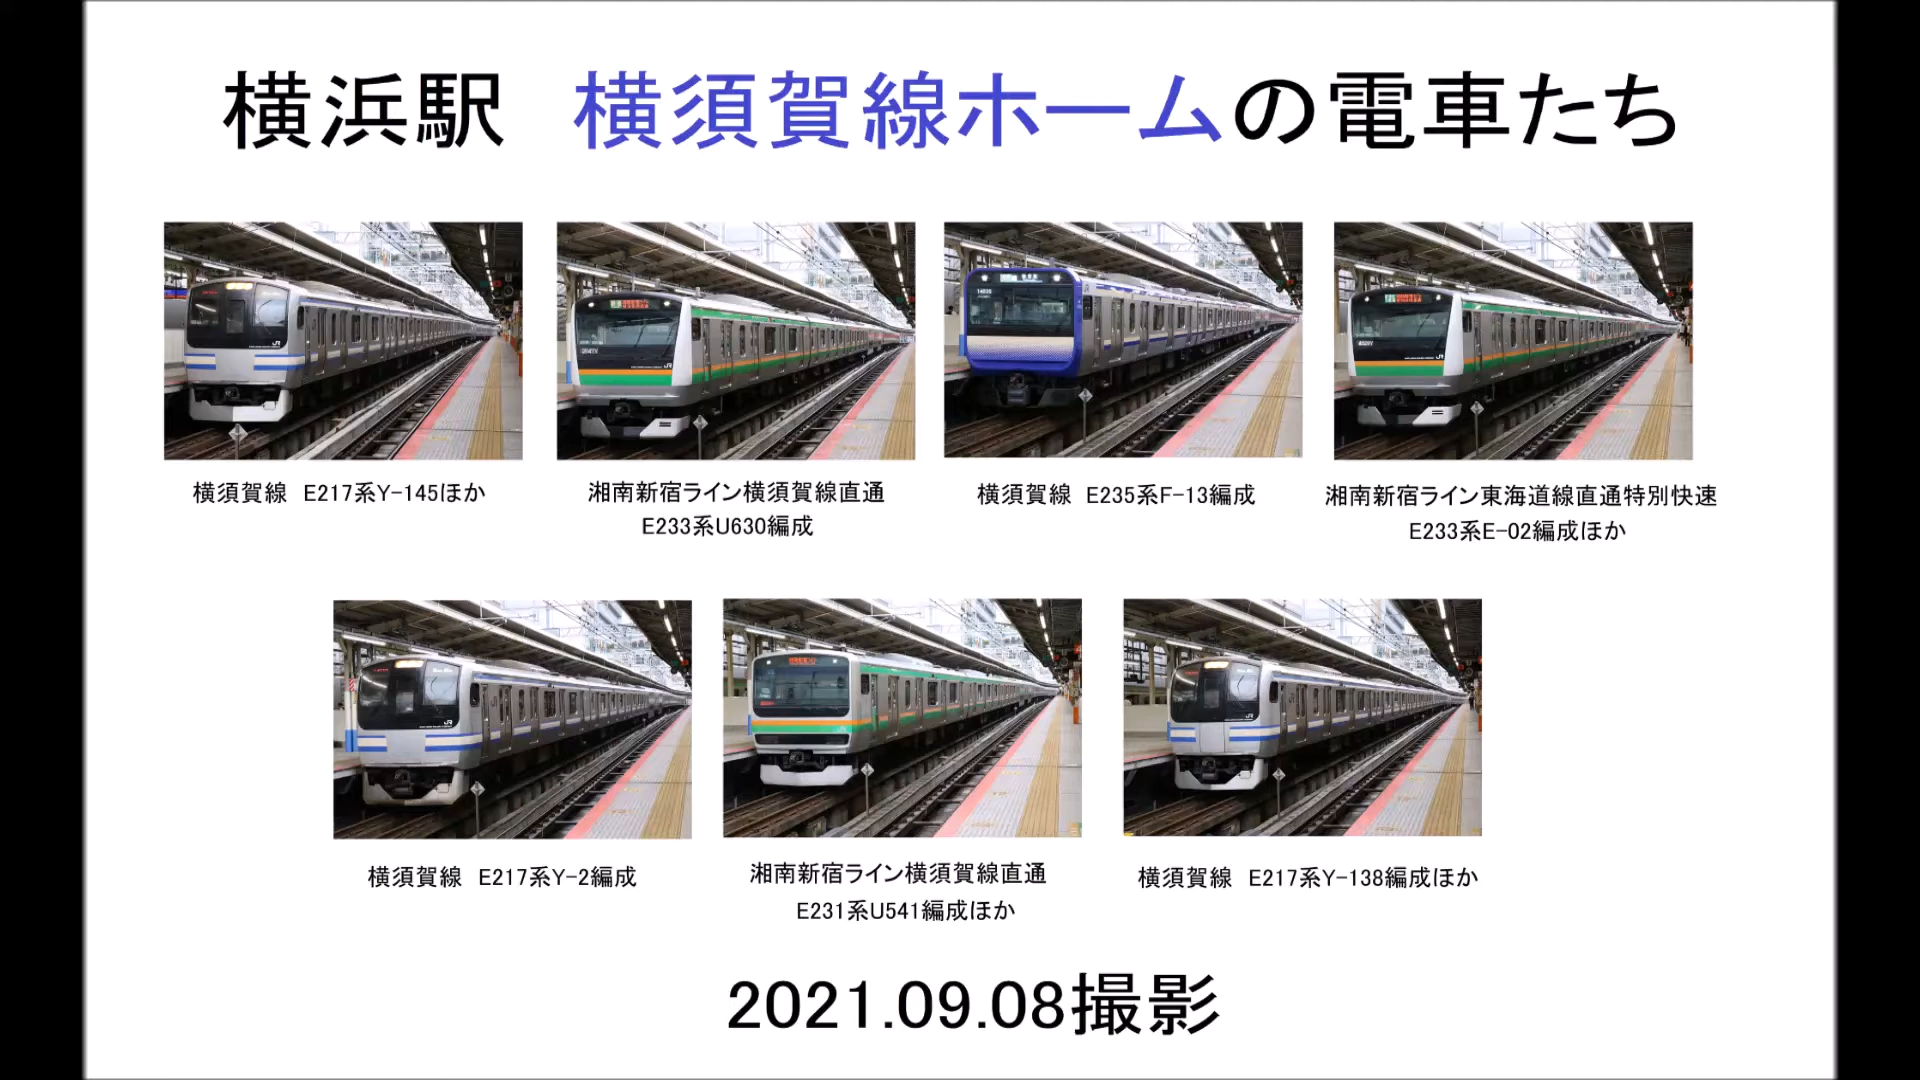 横浜駅　横須賀線ホームの電車たち
横須賀線　E217系Y-145ほか
湘南新宿ライン横須賀線直通
E233系U630編成
横須賀線　E235系F-13編成
湘南新宿ライン東海道線直通特別快速
E233系E-02編成ほか
横須賀線　E217系Y-2編成
湘南新宿ライン横須賀線直通
E231系U541編成ほか
横須賀線　E217系Y-138編成ほか
2021.09.08撮影